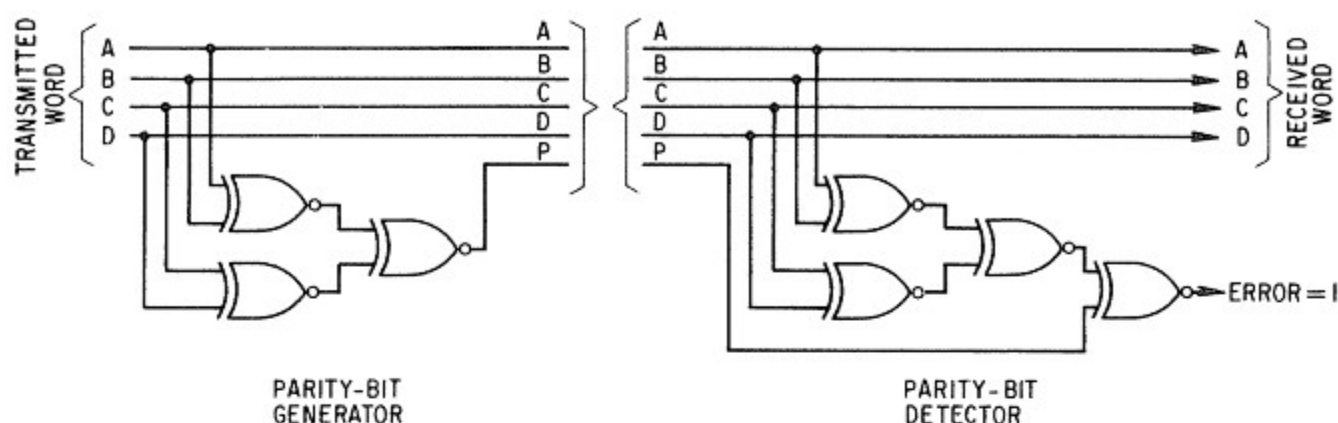 TRANSMITTED
WORD
A
B
C
D
A
B
C
D
P
A
B
C
D
P
A
B
C
D
RECEIVED
WORD
ERROR = 1
PARITY-BIT
GENERATOR
PARITY-BIT
DETECTOR